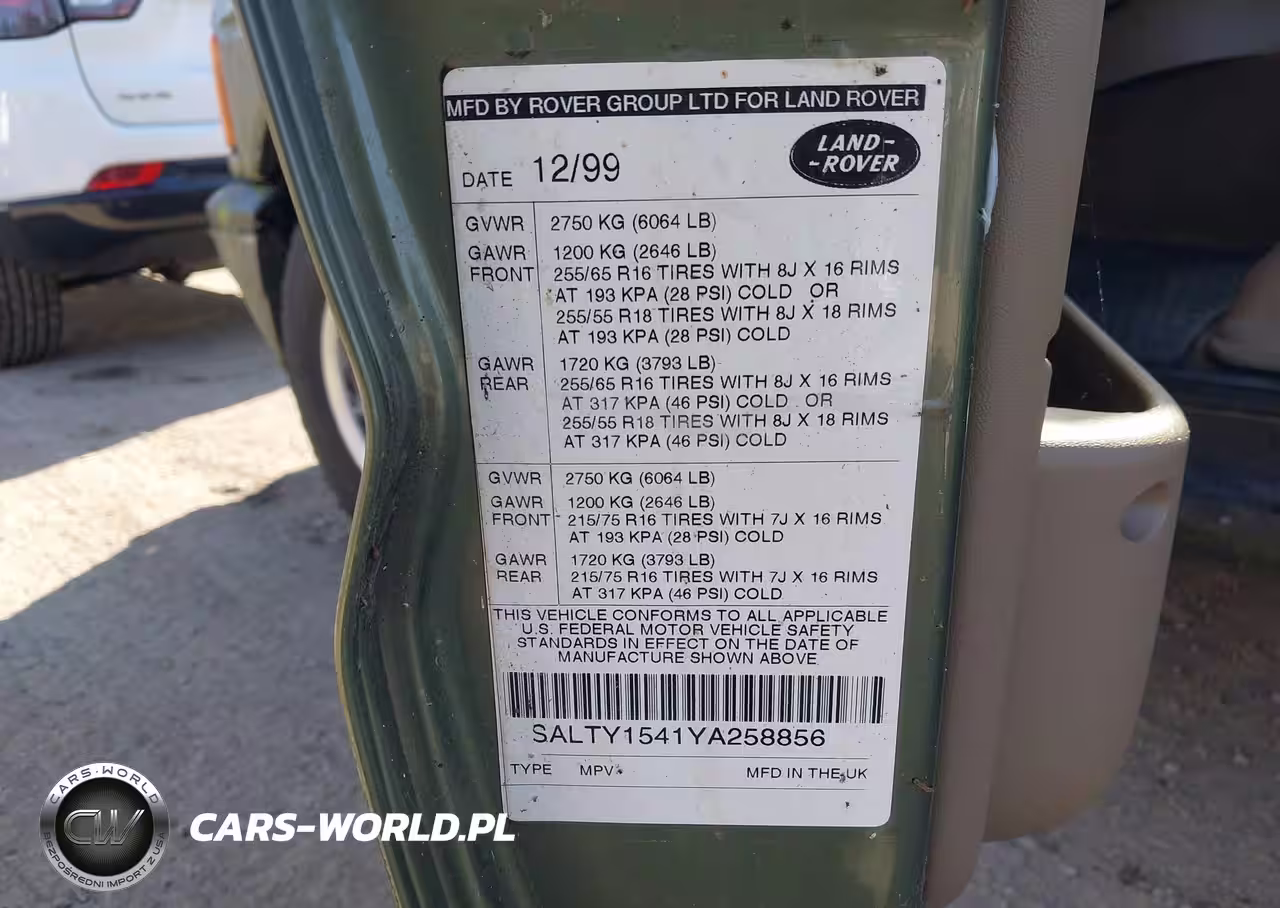 MFD BY ROVER GROUP LTD FOR LAND ROVER
DATE 12/99
LAND-
-ROVER
GVWR 2750 KG (6064 LB)
GAWR 1200 KG (2646 LB)
FRONT 255/65 R16 TIRES WITH 8J X 16 RIMS
AT 193 KPA (28 PSI) COLD OR
255/55 R18 TIRES WITH 8J X 18 RIMS
AT 193 KPA (28 PSI) COLD
GAWR 1720 KG (3793 LB)
REAR 255/65 R16 TIRES WITH 8J X 16 RIMS
AT 317 KPA (46 PSI) COLD OR
255/55 R18 TIRES WITH 8J X 18 RIMS
AT 317 KPA (46 PSI) COLD
GVWR 2750 KG (6064 LB)
GAWR 1200 KG (2646 LB)
FRONT 215/75 R16 TIRES WITH 7J X 16 RIMS
AT 193 KPA (28 PSI) COLD
GAWR 1720 KG (3793 LB)
REAR 215/75 R16 TIRES WITH 7J X 16 RIMS
AT 317 KPA (46 PSI) COLD
THIS VEHICLE CONFORMS TO ALL APPLICABLE
U.S. FEDERAL MOTOR VEHICLE SAFETY
STANDARDS IN EFFECT ON THE DATE OF
MANUFACTURE SHOWN ABOVE
SALTY1541YA258856
TYPE MPV MFD IN THE UK
CARS-WORLD
CW
BEZPOŚREDNI IMPORT Z USA
CARS-WORLD.PL